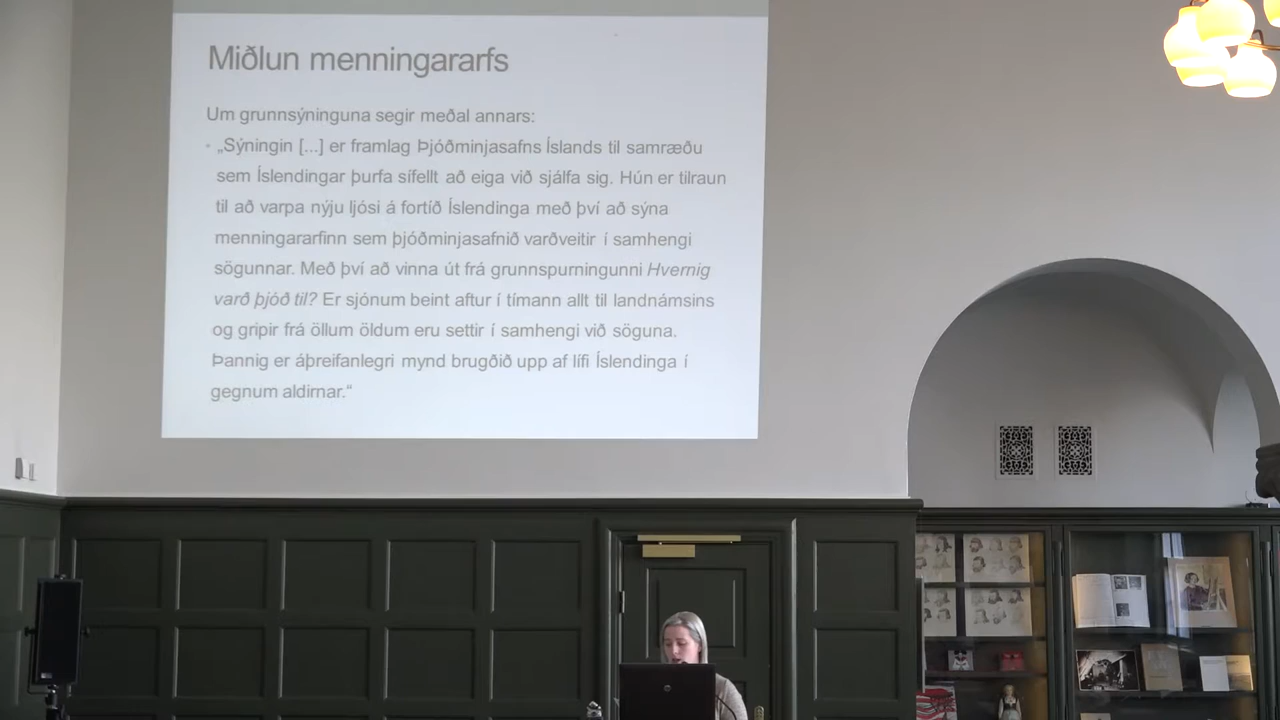 Miðlun menningararfs
Um grunnsýninguna segir meðal annars:
• „Sýningin [...] er framlag Þjóðminjasafns Íslands til samræðu
sem Íslendingar þurfa sífellt að eiga við sjálfa sig. Hún er tilraun
til að varpa nýju ljósi á fortíð Íslendinga með því að sýna
menningararfinn sem þjóðminjasafnið varðveitir í samhengi
sögunnar. Með því að vinna út frá grunnspurningunni Hvernig
varð þjóð til? Er sjónum beint aftur í tímann allt til landnámsins
og gripir frá öllum öldum eru settir í samhengi við söguna.
Þannig er áþreifanlegri mynd brugðið upp af lífi Íslendinga í
gegnum aldirnar.“
hp